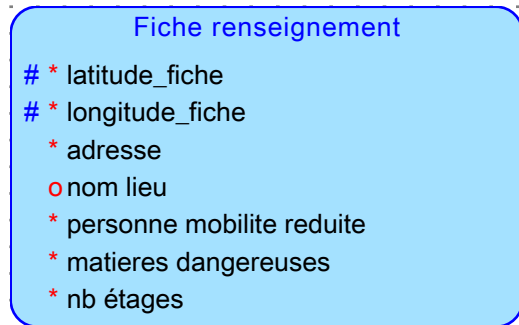 Fiche renseignement
# * latitude_fiche
# * longitude_fiche
* adresse
o nom lieu
* personne mobilite reduite
* matieres dangereuses
* nb étages